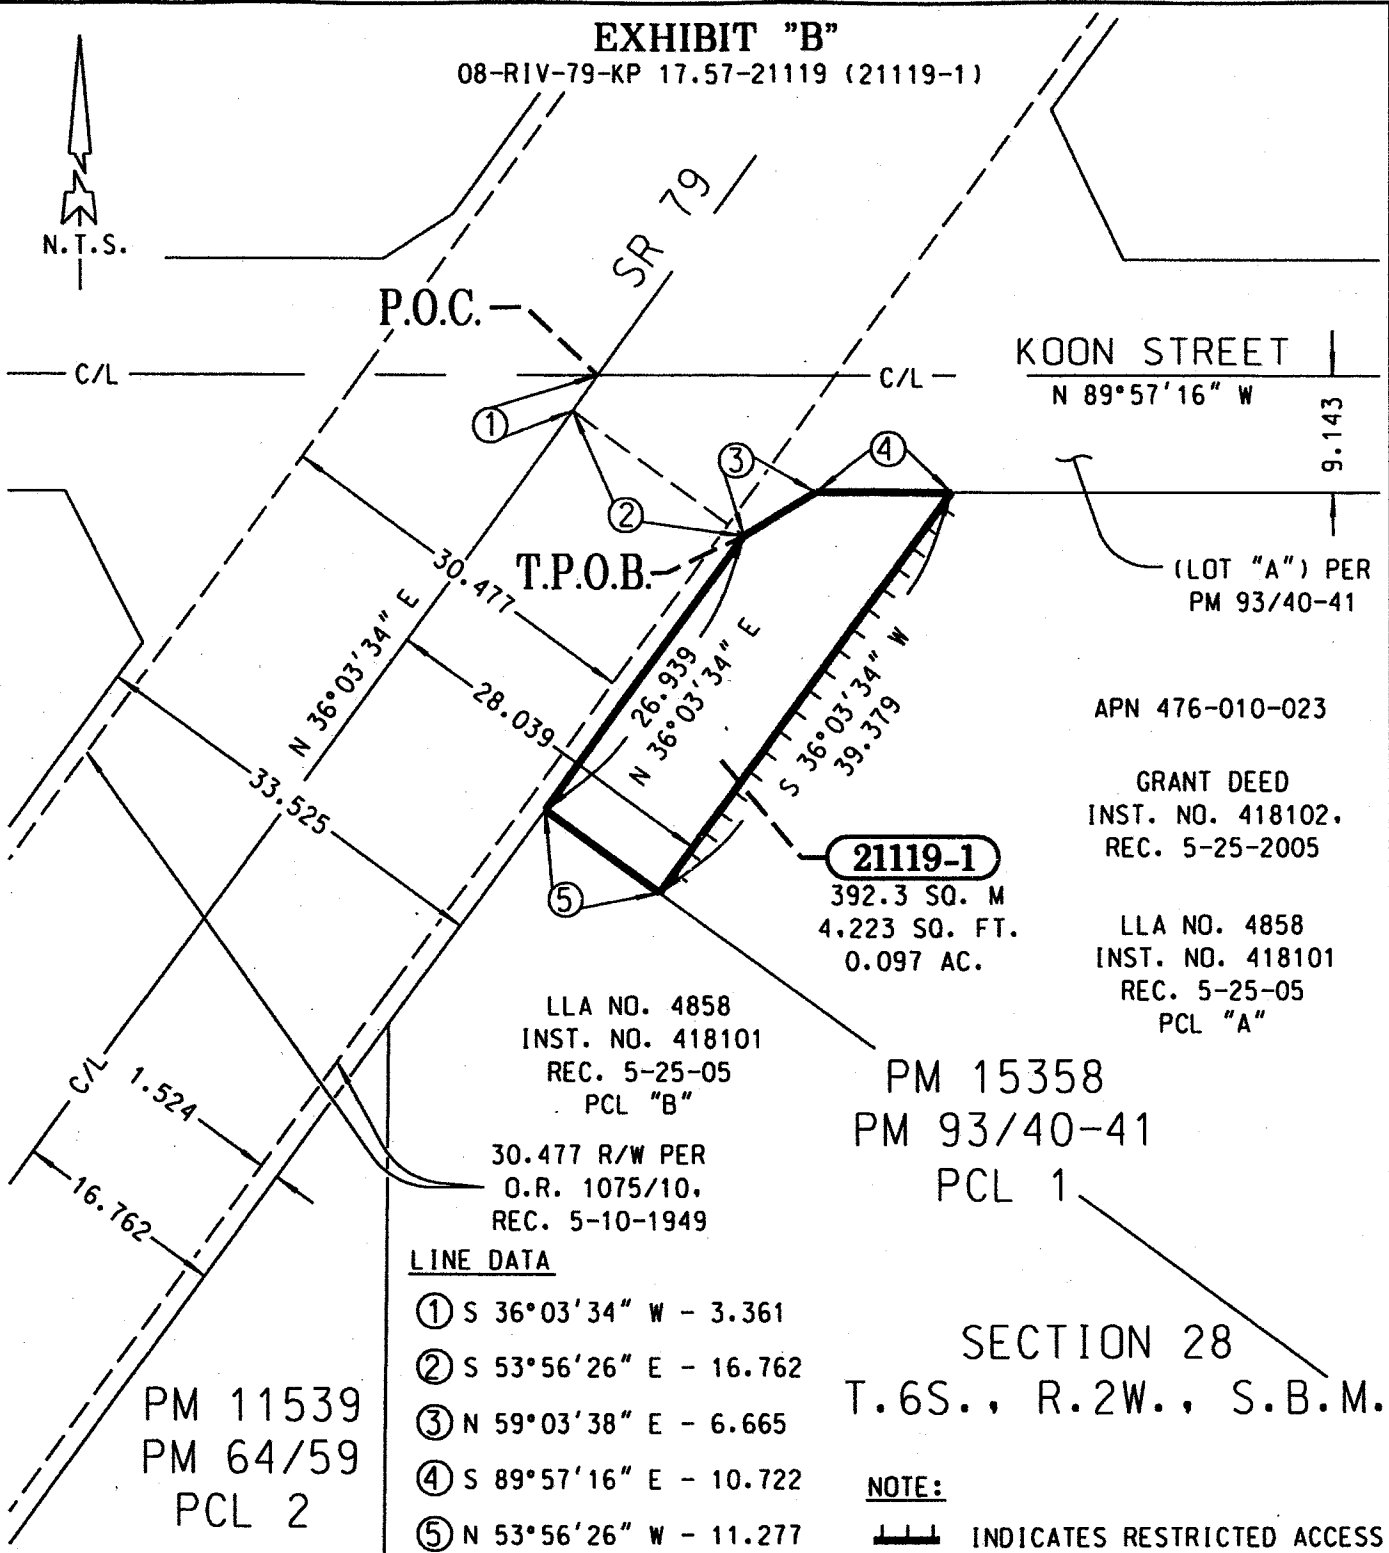 EXHIBIT "B"
08-RIV-79-KP 17.57-21119 (21119-1)
N.T.S.
SR 79
P.O.C.
C/L
C/L
KOON STREET
N 89°57'16" W
9.143
1
2
3
4
T.P.O.B.
(LOT "A") PER
PM 93/40-41
30.477
N 36°03'34" E
28.039
26.939
N 36°03'34" E
S 36°03'34" W
39.379
33.525
APN 476-010-023
GRANT DEED
INST. NO. 418102,
REC. 5-25-2005
21119-1
392.3 SQ. M
4,223 SQ. FT.
0.097 AC.
5
LLA NO. 4858
INST. NO. 418101
REC. 5-25-05
PCL "A"
LLA NO. 4858
INST. NO. 418101
REC. 5-25-05
PCL "B"
C/L
1.524
16.762
30.477 R/W PER
O.R. 1075/10,
REC. 5-10-1949
PM 15358
PM 93/40-41
PCL 1
LINE DATA
1 S 36°03'34" W - 3.361
2 S 53°56'26" E - 16.762
3 N 59°03'38" E - 6.665
4 S 89°57'16" E - 10.722
5 N 53°56'26" W - 11.277
SECTION 28
T.6S., R.2W., S.B.M.
PM 11539
PM 64/59
PCL 2
NOTE:
INDICATES RESTRICTED ACCESS